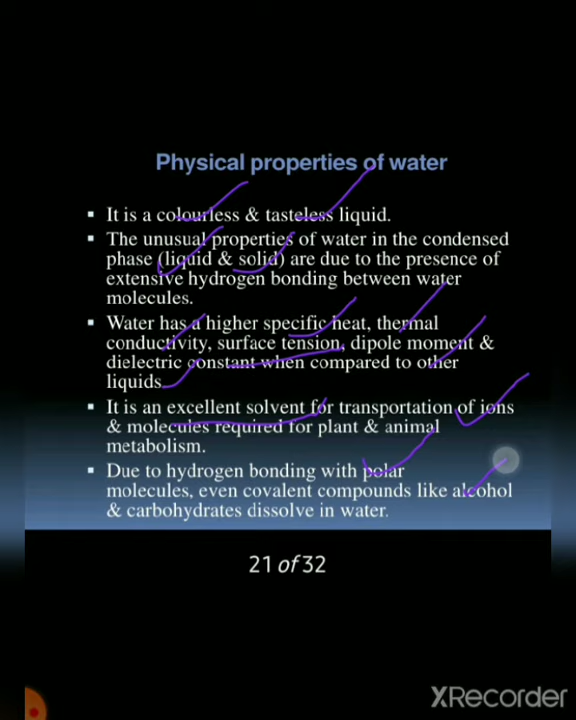 Physical properties of water
▪ It is a colourless & tasteless liquid.
▪ The unusual properties of water in the condensed
phase (liquid & solid) are due to the presence of
extensive hydrogen bonding between water
molecules.
▪ Water has a higher specific heat, thermal
conductivity, surface tension, dipole moment &
dielectric constant when compared to other
liquids.
▪ It is an excellent solvent for transportation of ions
& molecules required for plant & animal
metabolism.
▪ Due to hydrogen bonding with polar
molecules, even covalent compounds like alcohol
& carbohydrates dissolve in water.
21 of 32
XRecorder